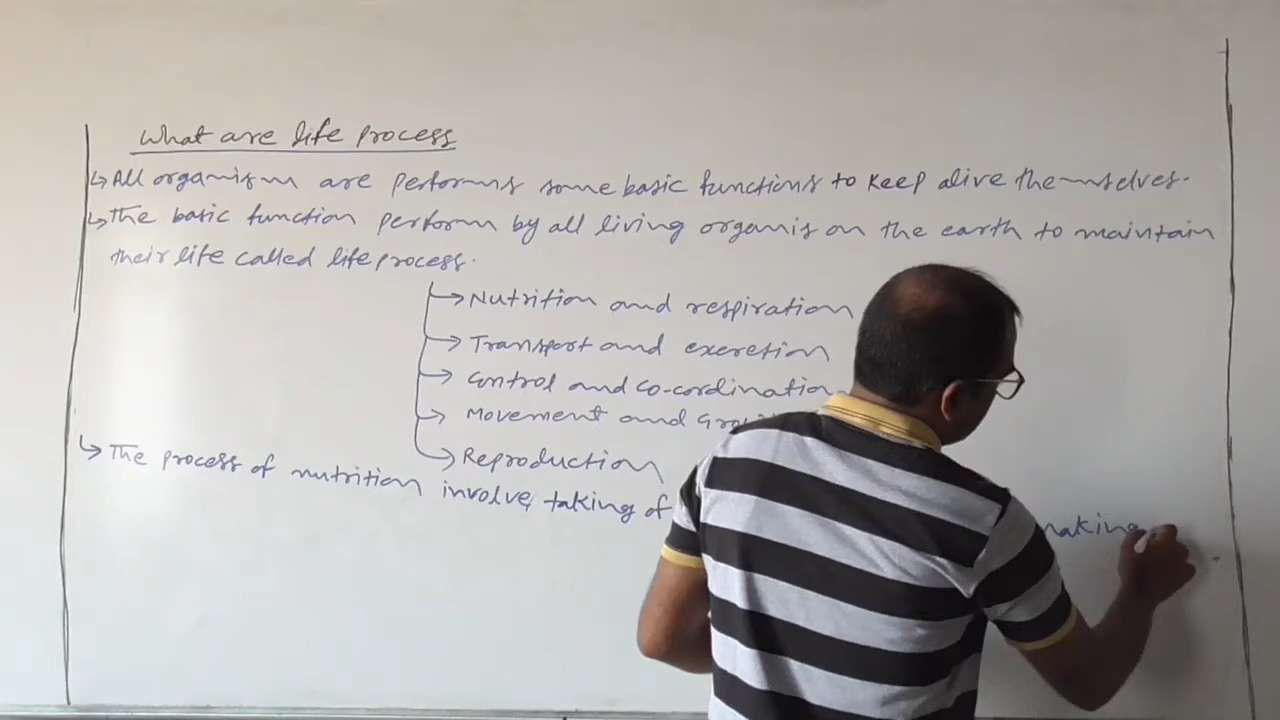 What are life process
↳ All organism are performs some basic functions to keep alive themselves.
↳ The basic function perform by all living organis on the earth to maintain
their life called life process.
→ Nutrition and respiration
→ Transport and excretion
→ Control and co-cordination
→ Movement and
→ Reproduction
↳ The process of nutrition involve, taking of making